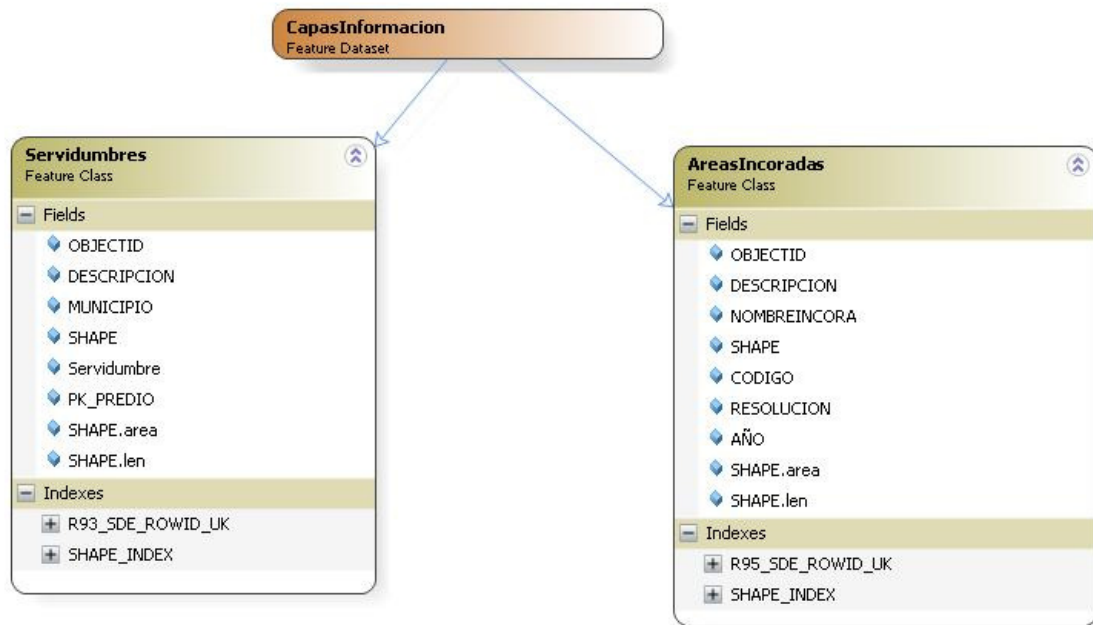 CapasInformacion
Feature Dataset
Servidumbres
Feature Class
Fields
OBJECTID
DESCRIPCION
MUNICIPIO
SHAPE
Servidumbre
PK_PREDIO
SHAPE.area
SHAPE.len
Indexes
R93_SDE_ROWID_UK
SHAPE_INDEX
AreasIncoradas
Feature Class
Fields
OBJECTID
DESCRIPCION
NOMBREINCORA
SHAPE
CODIGO
RESOLUCION
AÑO
SHAPE.area
SHAPE.len
Indexes
R95_SDE_ROWID_UK
SHAPE_INDEX